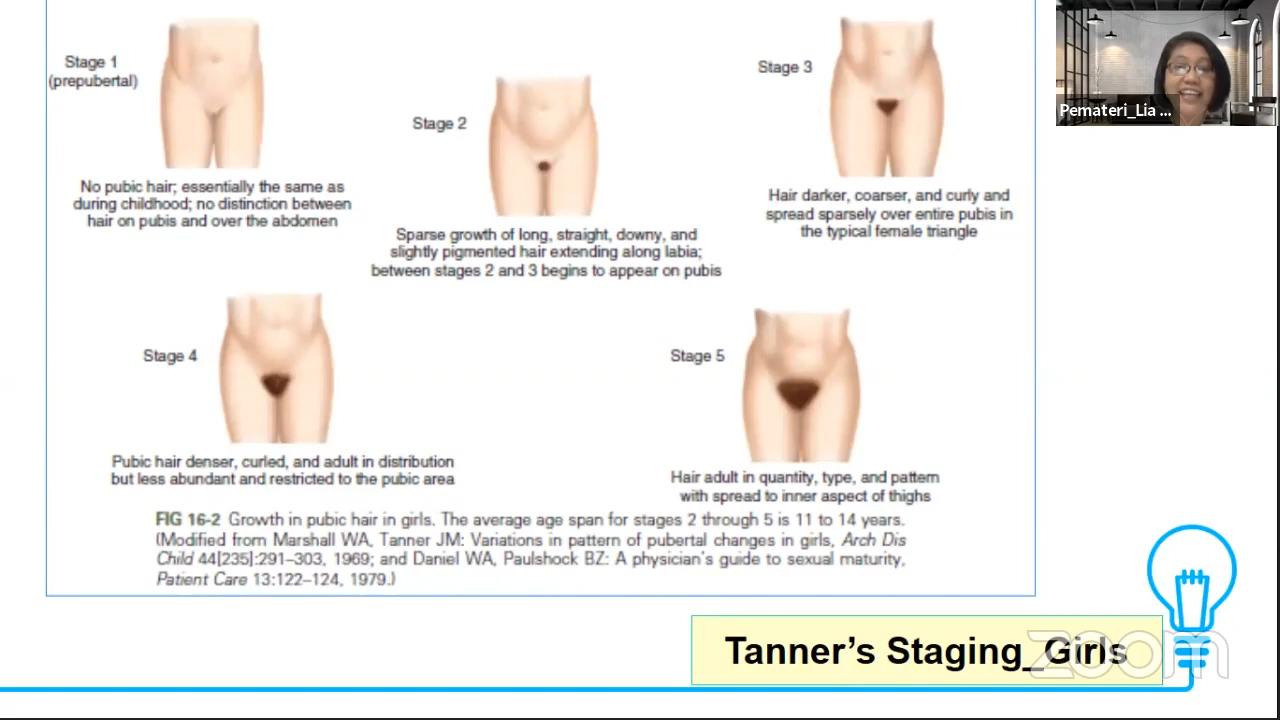 Stage 1
(prepubertal)
No pubic hair; essentially the same as
during childhood; no distinction between
hair on pubis and over the abdomen
Stage 2
Sparse growth of long, straight, downy, and
slightly pigmented hair extending along labia;
between stages 2 and 3 begins to appear on pubis
Stage 3
Hair darker, coarser, and curly and
spread sparsely over entire pubis in
the typical female triangle
Pemateri_Lia ...
Stage 4
Pubic hair denser, curled, and adult in distribution
but less abundant and restricted to the pubic area
Stage 5
Hair adult in quantity, type, and pattern
with spread to inner aspect of thighs
FIG 16-2 Growth in pubic hair in girls. The average age span for stages 2 through 5 is 11 to 14 years.
(Modified from Marshall WA, Tanner JM: Variations in pattern of pubertal changes in girls, Arch Dis
Child 44[235]:291–303, 1969; and Daniel WA, Paulshock BZ: A physician's guide to sexual maturity,
Patient Care 13:122–124, 1979.)
Tanner's Staging_Girls
zoom